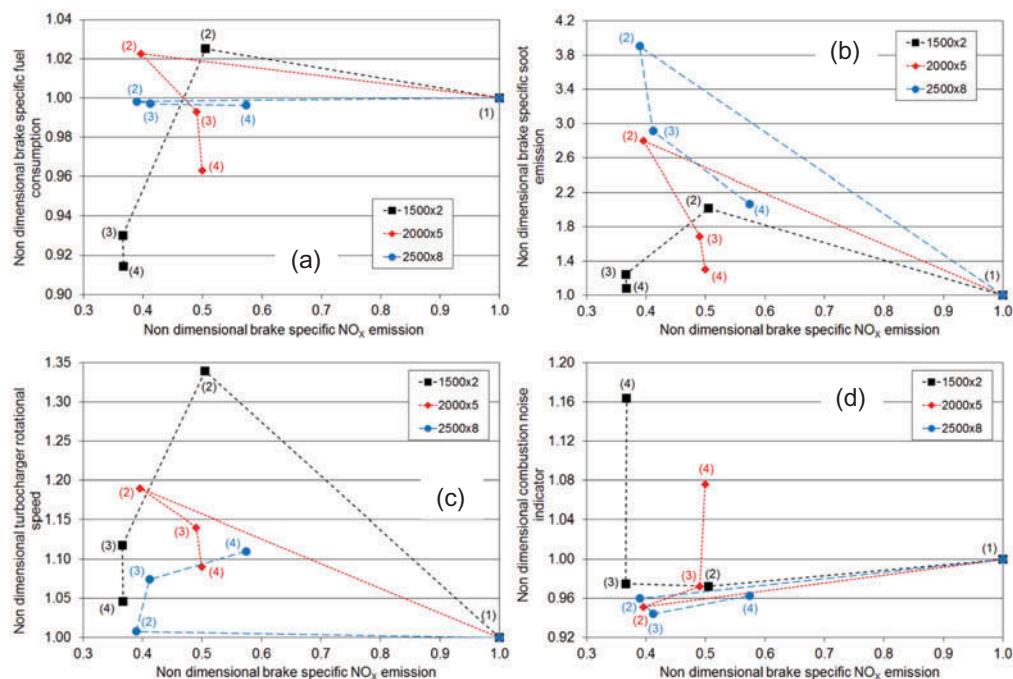 (a)
Non dimensional brake specific fuel
consumption
1.04
1.02
1.00
0.98
0.96
0.94
0.92
0.90
(2)
(2)
(2)
(3)
(4)
(3)
(4)
(1)
(3)
(4)
1500x2
2000x5
2500x8
0.3 0.4 0.5 0.6 0.7 0.8 0.9 1.0
Non dimensional brake specific NOX emission
(b)
Non dimensional brake specific soot
emission
4.2
3.8
3.4
3.0
2.6
2.2
1.8
1.4
1.0
(2)
(3)
(2)
(4)
(2)
(3)
(4)
(3)
(4)
(1)
1500x2
2000x5
2500x8
0.3 0.4 0.5 0.6 0.7 0.8 0.9 1.0
Non dimensional brake specific NOX emission
(c)
Non dimensional turbocharger rotational
speed
1.35
1.30
1.25
1.20
1.15
1.10
1.05
1.00
(2)
(2)
(3)
(3)
(4)
(3)
(4)
(4)
(2)
(1)
1500x2
2000x5
2500x8
0.3 0.4 0.5 0.6 0.7 0.8 0.9 1.0
Non dimensional brake specific NOX emission
(d)
Non dimensional combustion noise
indicator
1.20
1.16
1.12
1.08
1.04
1.00
0.96
0.92
(4)
(4)
(1)
(3)
(3)
(2)
(2)
(2)
(3)
(4)
1500x2
2000x5
2500x8
0.3 0.4 0.5 0.6 0.7 0.8 0.9 1.0
Non dimensional brake specific NOX emission